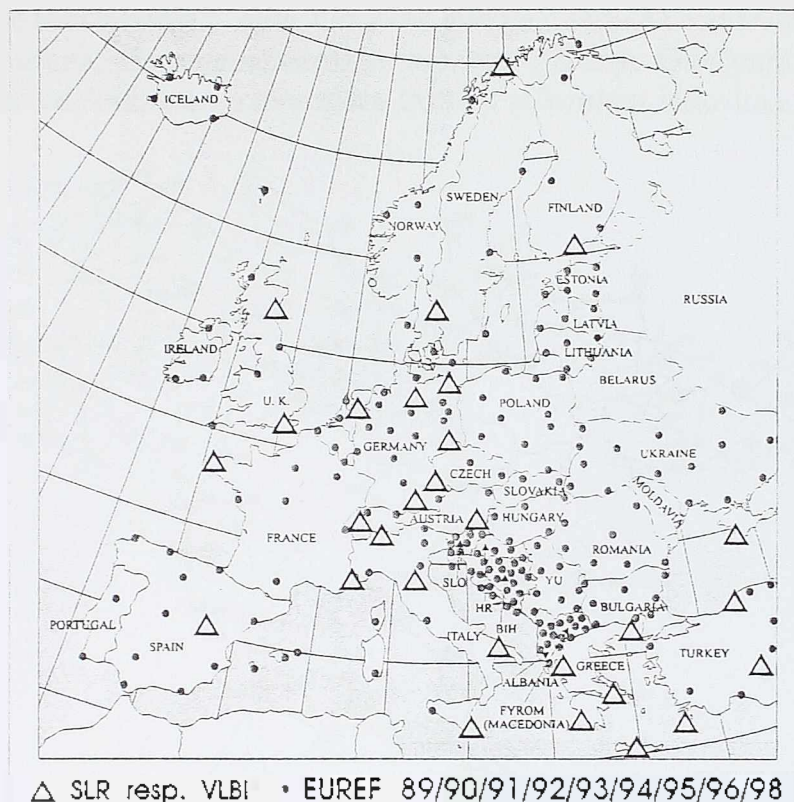 ICELAND
SWEDEN
FINLAND
NORWAY
ESTONIA
RUSSIA
LATVIA
IRELAND
LITHUANIA
BELARUS
U. K.
POLAND
GERMANY
UKRAINE
CZECH
SLOVAKIA
MOLDAVIA
AUSTRIA
HUNGARY
FRANCE
ROMANIA
SLO
YU
HR
BULGARIA
PORTUGAL
BIH
SPAIN
ITALY
TURKEY
GREECE
ALBANIA
FYROM
(MACEDONIA)
△ SLR resp. VLBI • EUREF 89/90/91/92/93/94/95/96/98